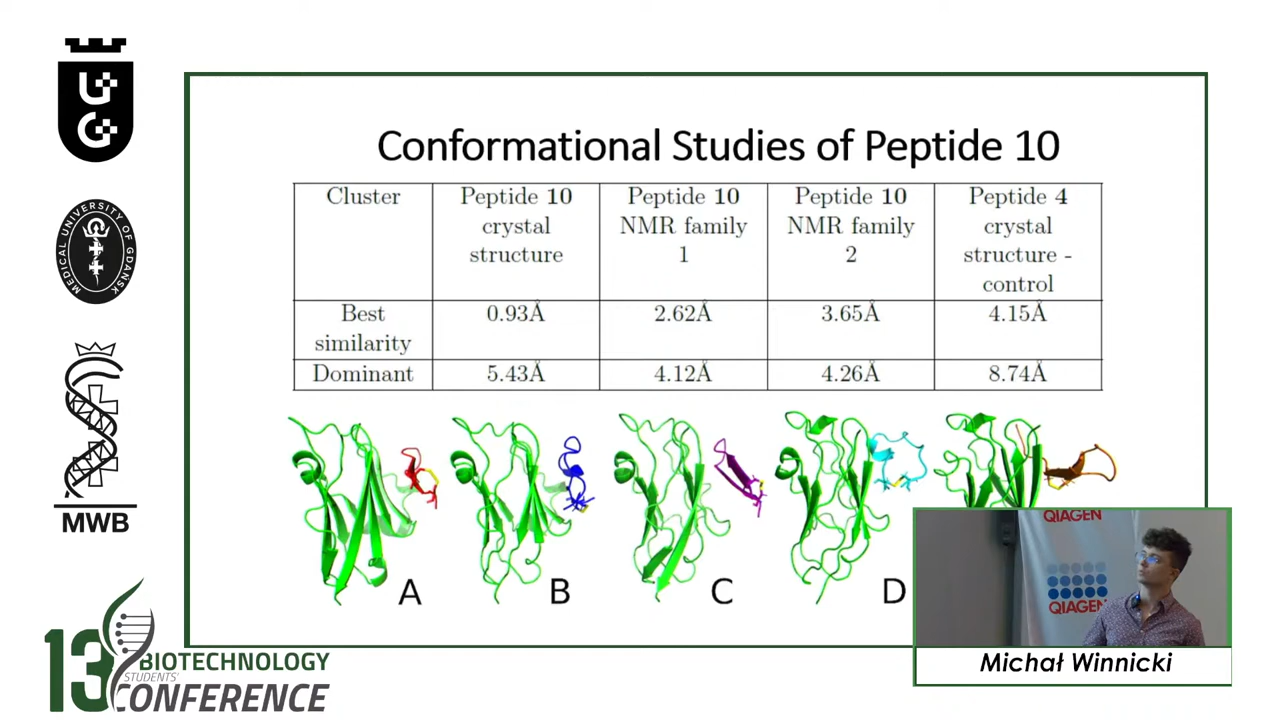 UG
MEDICAL UNIVERSITY OF GDAŃSK
MWB
13 BIOTECHNOLOGY
STUDENTS'
CONFERENCE
Conformational Studies of Peptide 10
Cluster
Peptide 10
crystal
structure
Peptide 10
NMR family
1
Peptide 10
NMR family
2
Peptide 4
crystal
structure -
control
Best
similarity
0.93Å
2.62Å
3.65Å
4.15Å
Dominant
5.43Å
4.12Å
4.26Å
8.74Å
A
B
C
D
QIAGEN
QIAGEN
Michał Winnicki